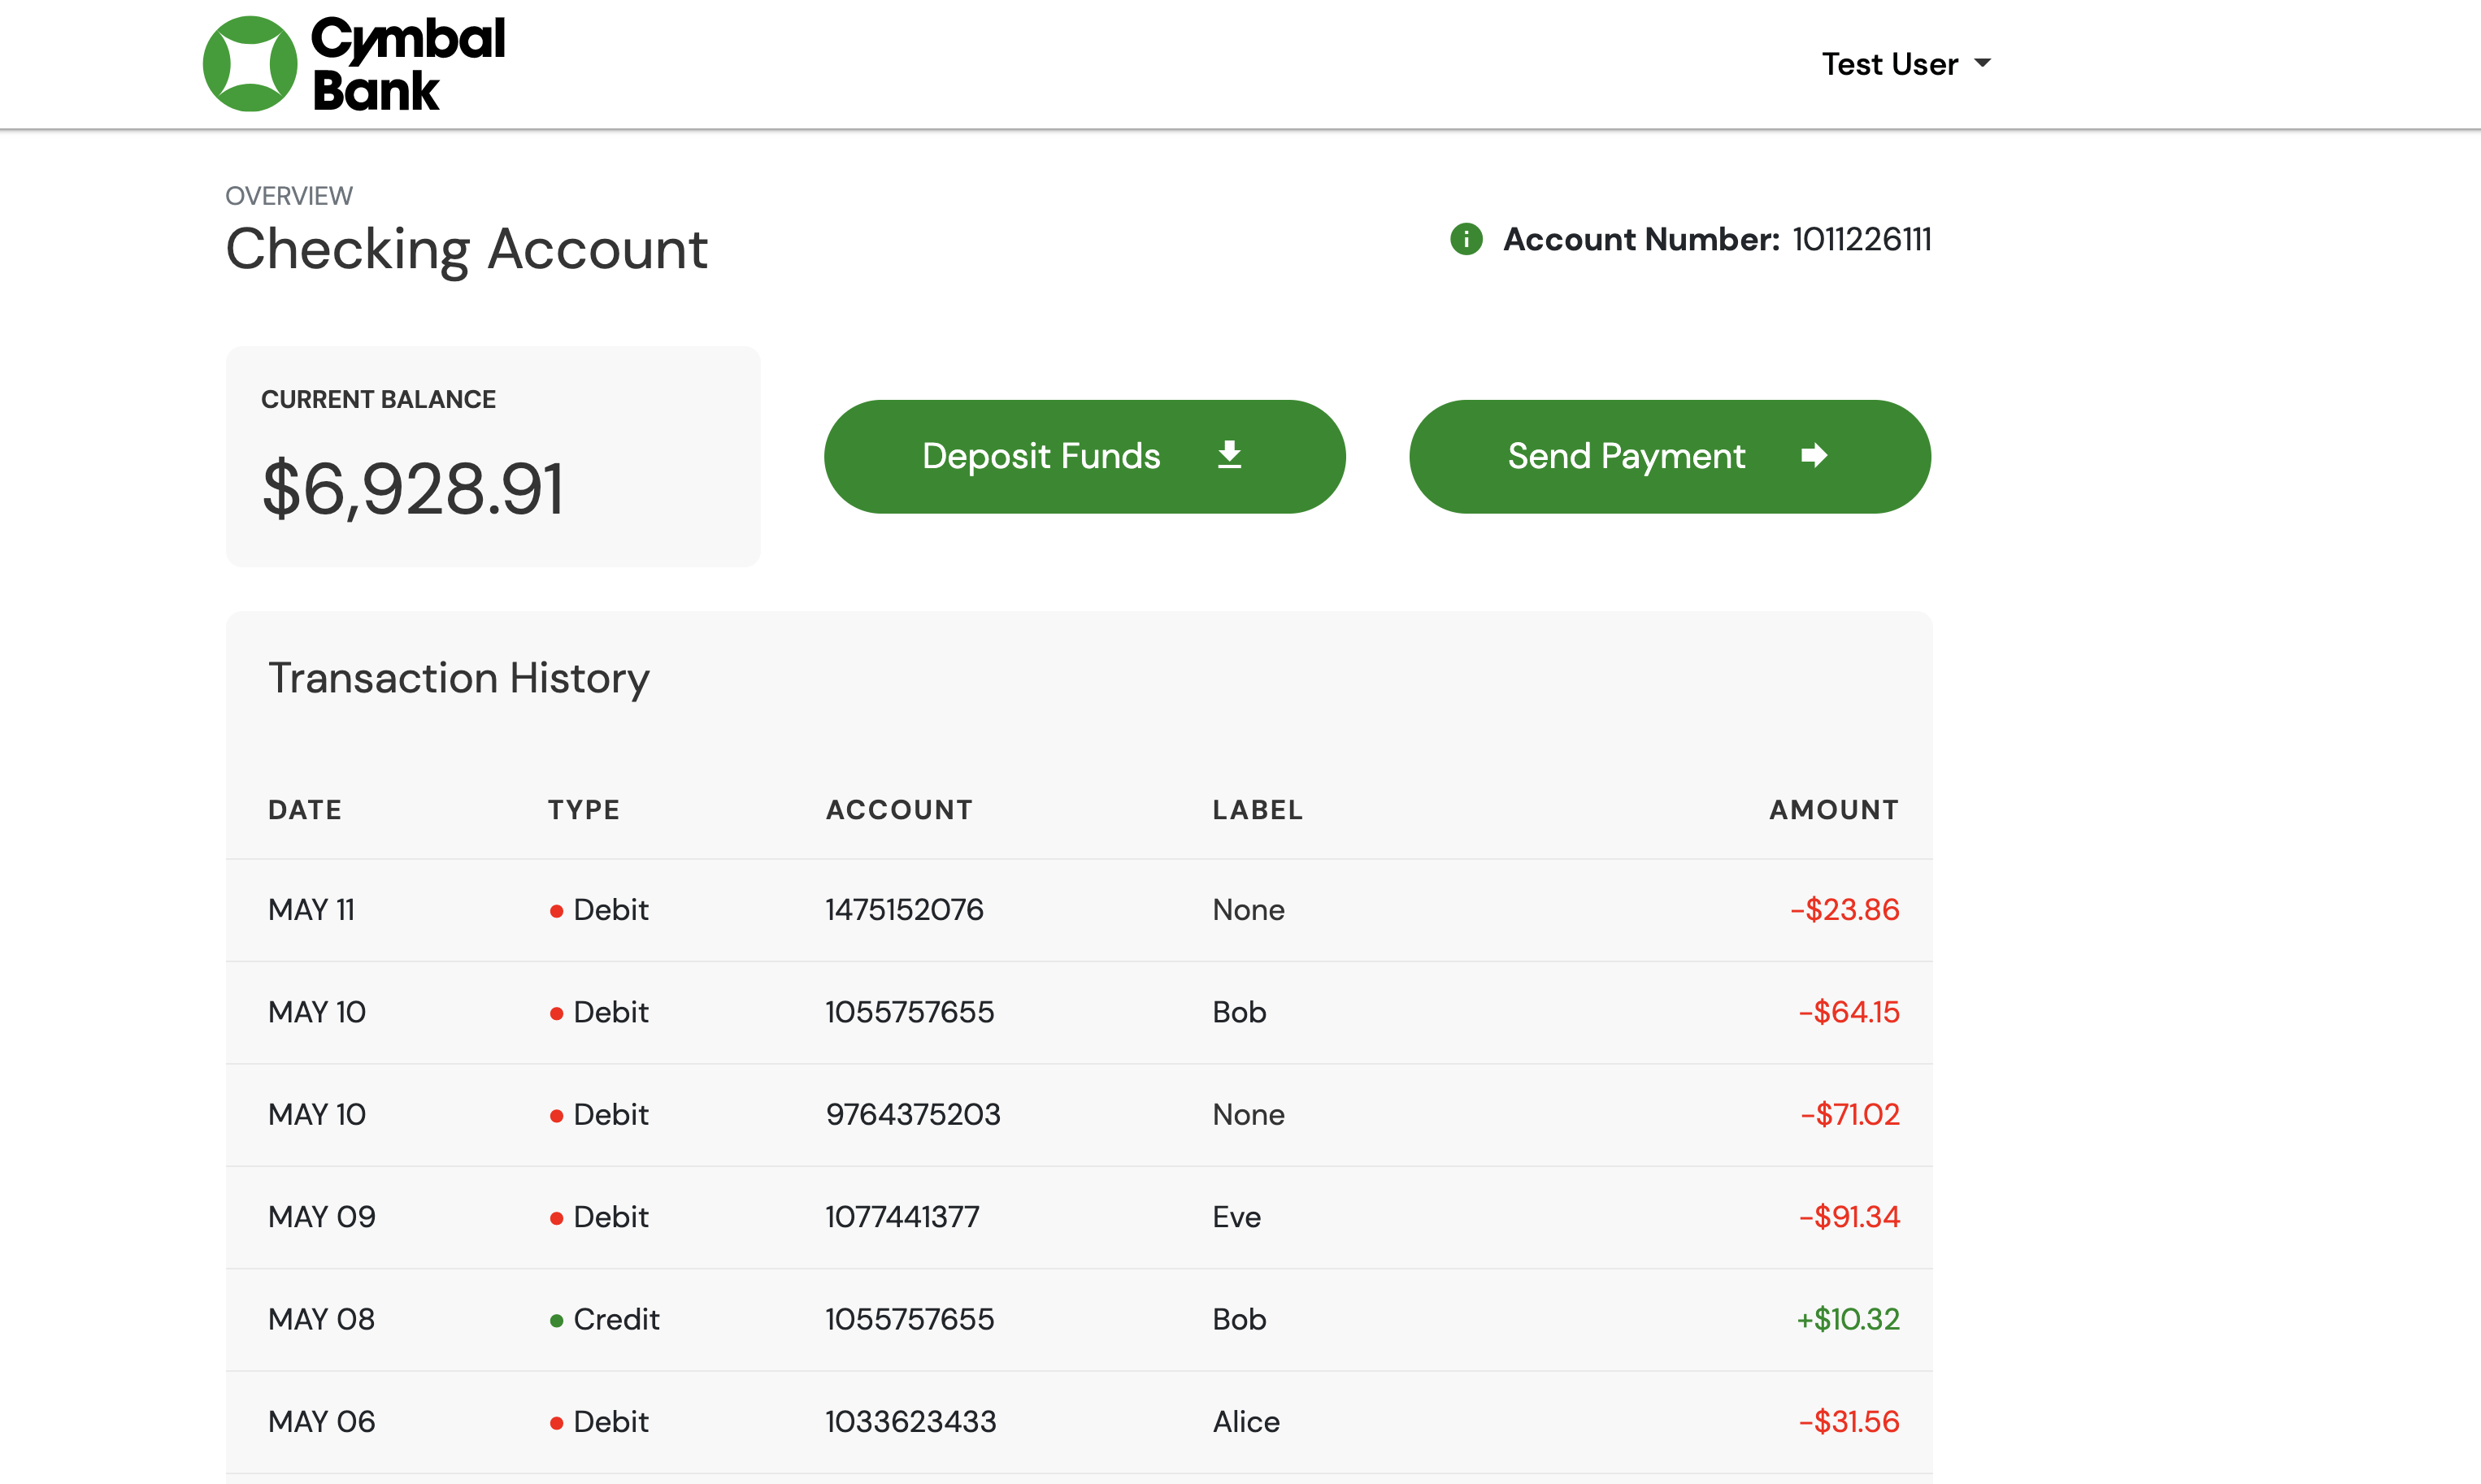 Cymbal
Bank
Test User
OVERVIEW
Checking Account
Account Number: 1011226111
CURRENT BALANCE
$6,928.91
Deposit Funds
Send Payment
Transaction History
DATE TYPE ACCOUNT LABEL AMOUNT
MAY 11 Debit 1475152076 None -$23.86
MAY 10 Debit 1055757655 Bob -$64.15
MAY 10 Debit 9764375203 None -$71.02
MAY 09 Debit 1077441377 Eve -$91.34
MAY 08 Credit 1055757655 Bob +$10.32
MAY 06 Debit 1033623433 Alice -$31.56